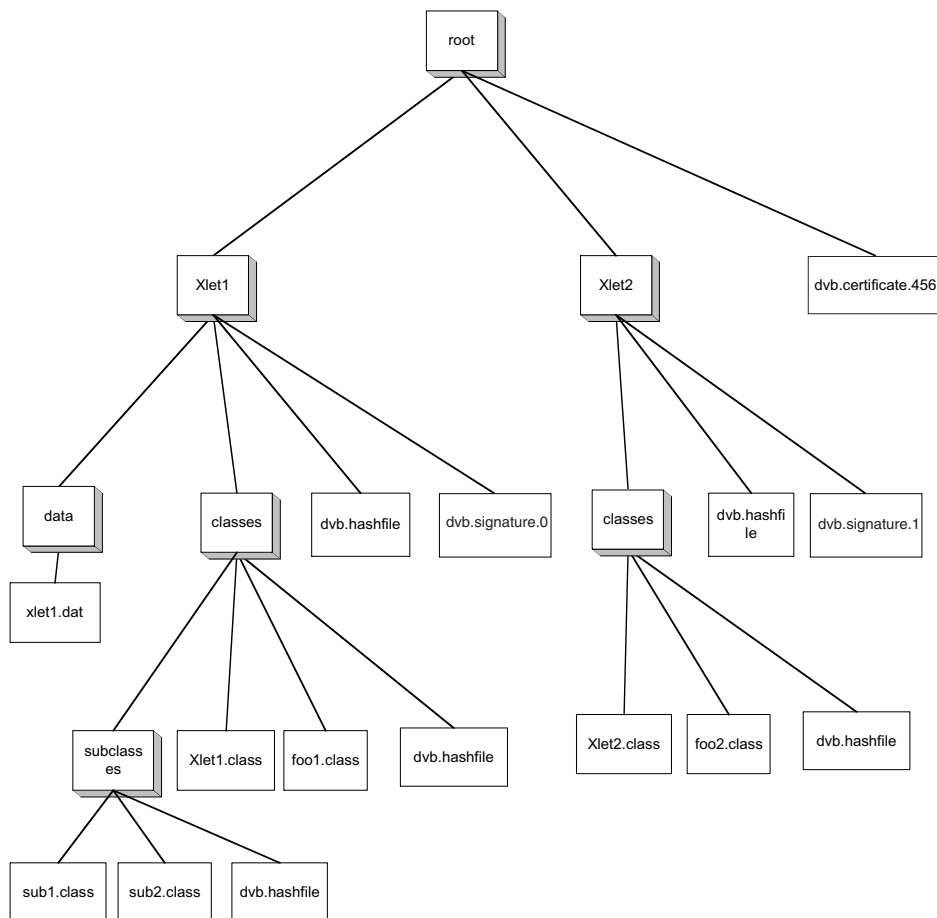 root
Xlet1
Xlet2
dvb.certificate.456
data
classes
dvb.hashfile
dvb.signature.0
classes
dvb.hashfi
le
dvb.signature.1
xlet1.dat
subclass
es
Xlet1.class
foo1.class
dvb.hashfile
Xlet2.class
foo2.class
dvb.hashfile
sub1.class
sub2.class
dvb.hashfile